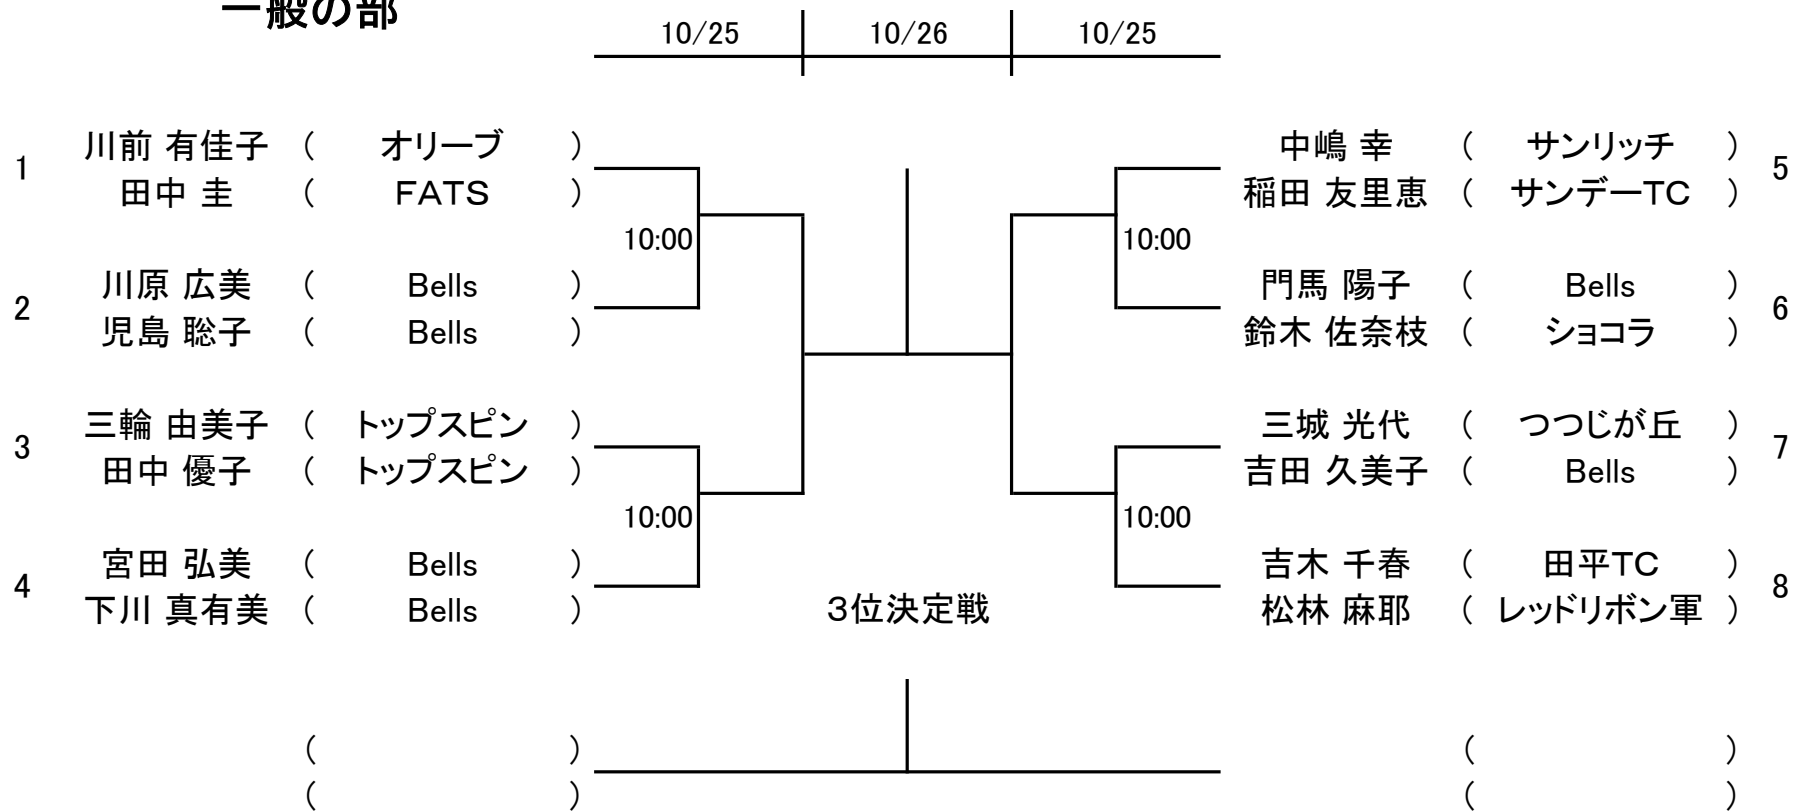 一般の部
10/25 10/26 10/25
1 川前 有佳子 ( オリーブ )
田中 圭 ( FATS )
10:00
2 川原 広美 ( Bells )
児島 聡子 ( Bells )
3 三輪 由美子 ( トップスピン )
田中 優子 ( トップスピン )
10:00
4 宮田 弘美 ( Bells )
下川 真有美 ( Bells )
中嶋 幸 ( サンリッチ ) 5
稲田 友里恵 ( サンデーTC )
10:00
門馬 陽子 ( Bells ) 6
鈴木 佐奈枝 ( ショコラ )
三城 光代 ( つつじが丘 ) 7
吉田 久美子 ( Bells )
10:00
吉木 千春 ( 田平TC ) 8
松林 麻耶 ( レッドリボン軍 )
3位決定戦
( ) ( )
( ) ( )